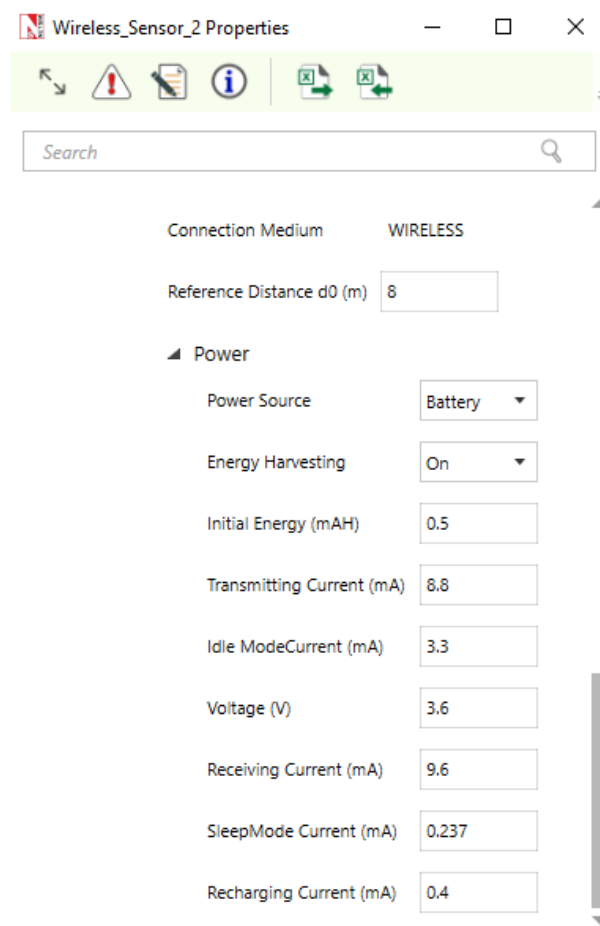 Wireless_Sensor_2 Properties
Search
Connection Medium WIRELESS
Reference Distance d0 (m) 8
Power
Power Source Battery
Energy Harvesting On
Initial Energy (mAH) 0.5
Transmitting Current (mA) 8.8
Idle ModeCurrent (mA) 3.3
Voltage (V) 3.6
Receiving Current (mA) 9.6
SleepMode Current (mA) 0.237
Recharging Current (mA) 0.4